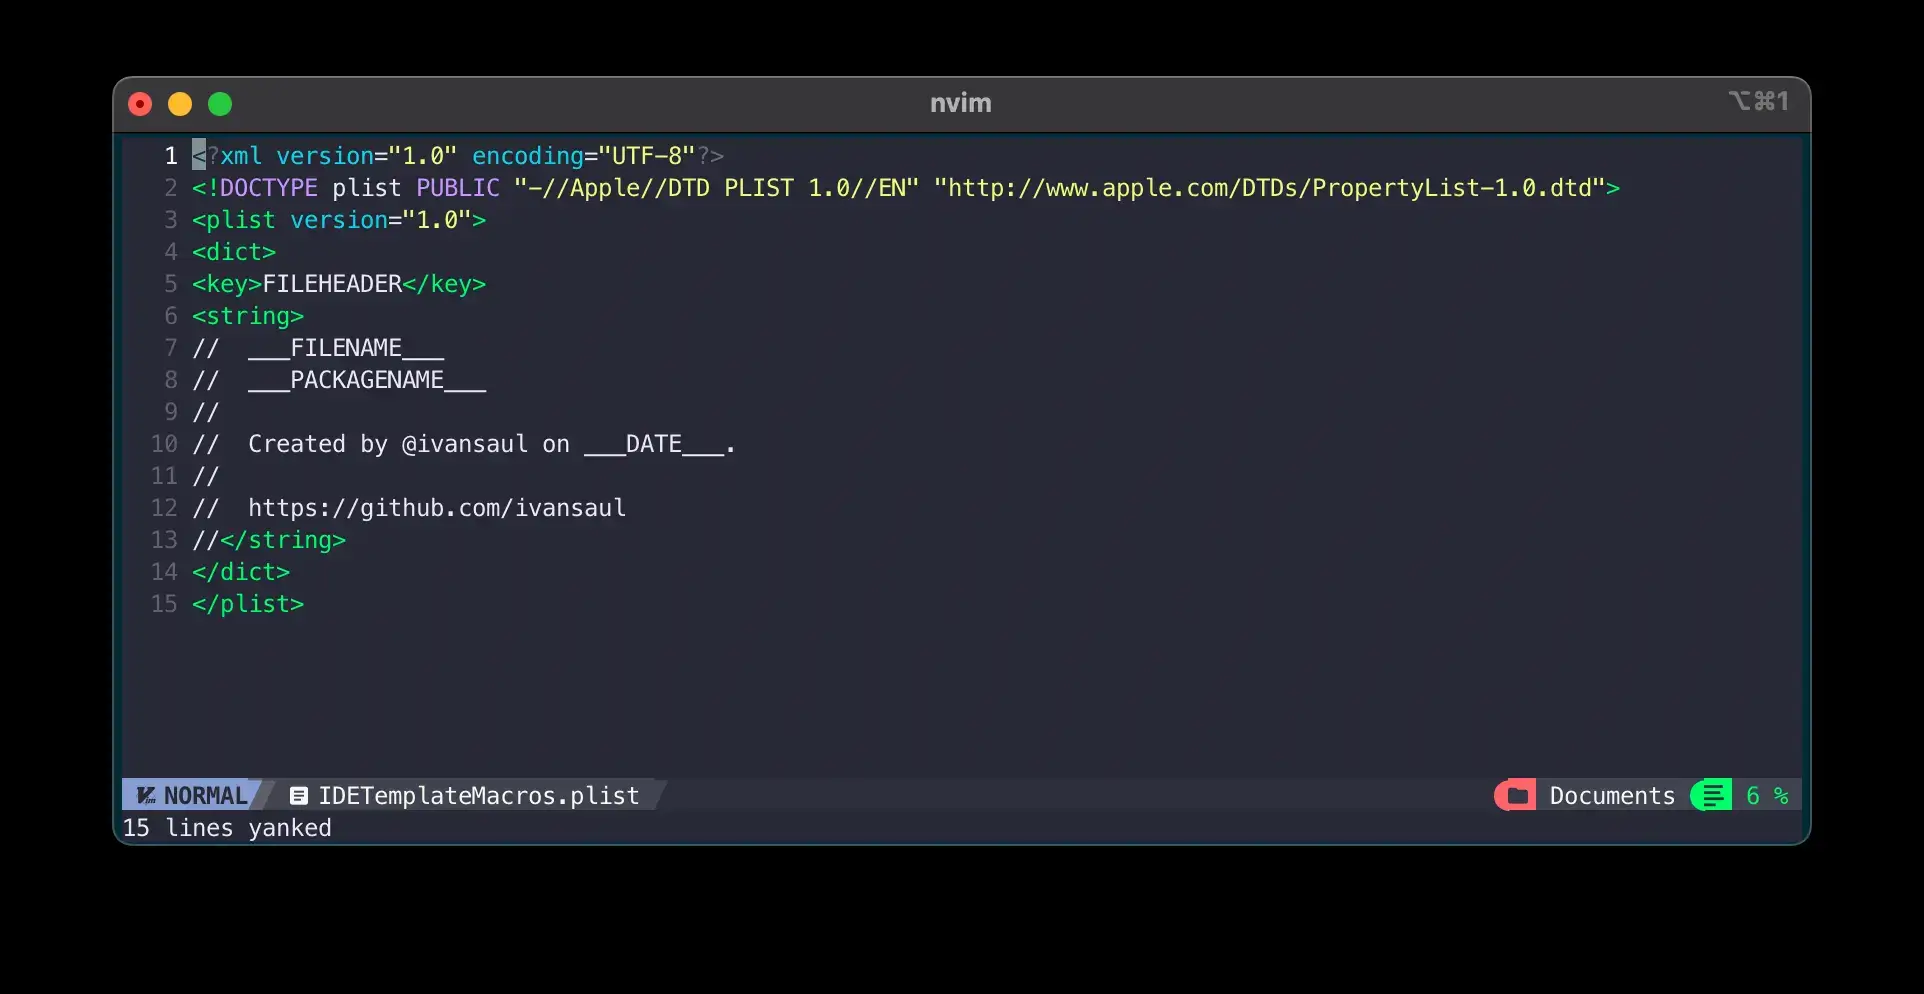 nvim
⌥⌘1
1 <?xml version="1.0" encoding="UTF-8"?>
2 <!DOCTYPE plist PUBLIC "-//Apple//DTD PLIST 1.0//EN" "http://www.apple.com/DTDs/PropertyList-1.0.dtd">
3 <plist version="1.0">
4 <dict>
5 <key>FILEHEADER</key>
6 <string>
7 //  ___FILENAME___
8 //  ___PACKAGENAME___
9 //
10 //  Created by @ivansaul on ___DATE___.
11 //
12 //  https://github.com/ivansaul
13 //</string>
14 </dict>
15 </plist>
NORMAL IDETemplateMacros.plist Documents 6 %
15 lines yanked